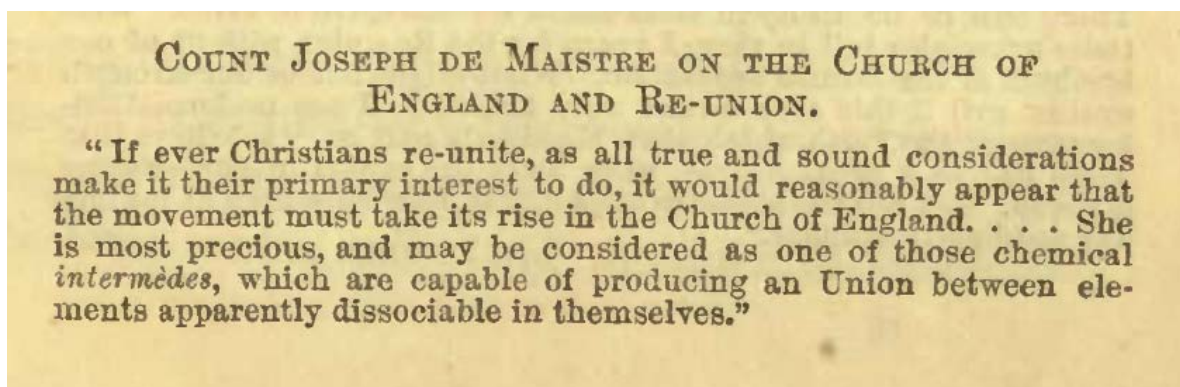 COUNT JOSEPH DE MAISTRE ON THE CHURCH OF
ENGLAND AND RE-UNION.
“If ever Christians re-unite, as all true and sound considerations
make it their primary interest to do, it would reasonably appear that
the movement must take its rise in the Church of England. . . . She
is most precious, and may be considered as one of those chemical
intermèdes, which are capable of producing an Union between ele-
ments apparently dissociable in themselves.”